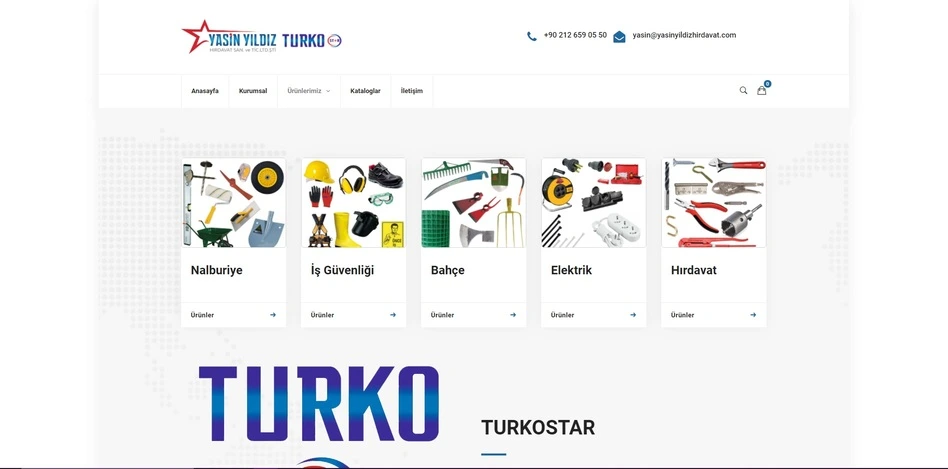 YASIN YILDIZ TURKO
HIRDAVAT SAN. ve TİC.LTD.ŞTİ
+90 212 659 05 50
yasin@yasinyildizhirdavat.com
Anasayfa
Kurumsal
Ürünlerimiz
Kataloglar
İletişim
0
Nalburiye
İş Güvenliği
Bahçe
Elektrik
Hırdavat
Ürünler
Ürünler
Ürünler
Ürünler
Ürünler
TURKO
TURKOSTAR